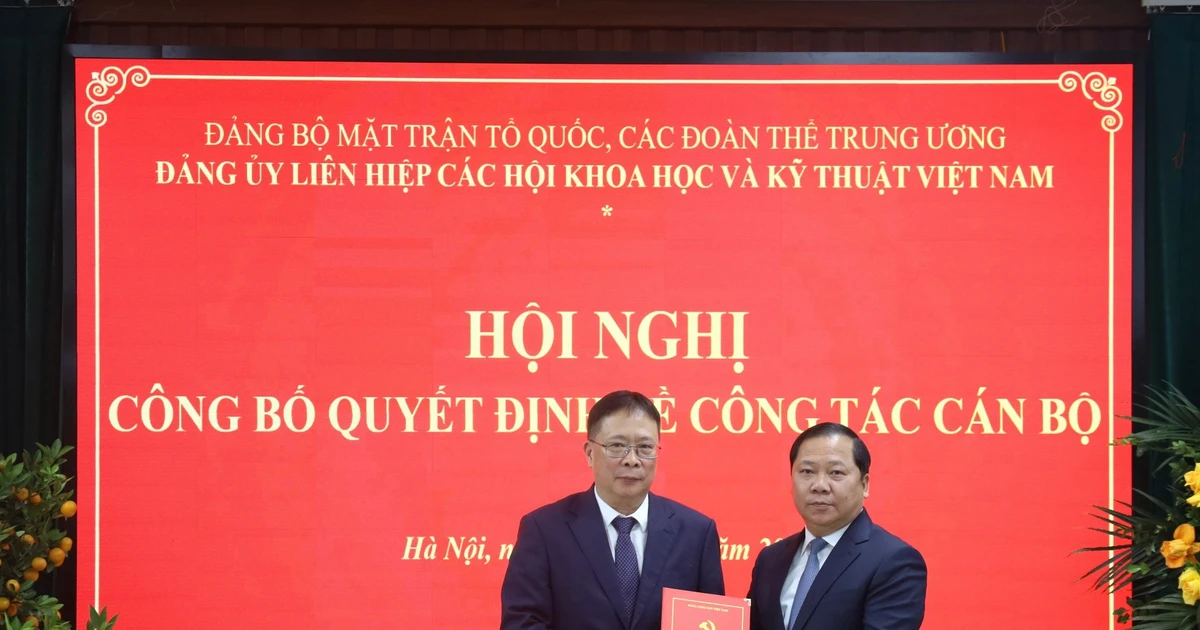 ĐẢNG BỘ MẶT TRẬN TỔ QUỐC, CÁC ĐOÀN THỂ TRUNG ƯƠNG
ĐẢNG ỦY LIÊN HIỆP CÁC HỘI KHOA HỌC VÀ KỸ THUẬT VIỆT NAM
*
HỘI NGHỊ
CÔNG BỐ QUYẾT ĐỊNH VỀ CÔNG TÁC CÁN BỘ
Hà Nội,